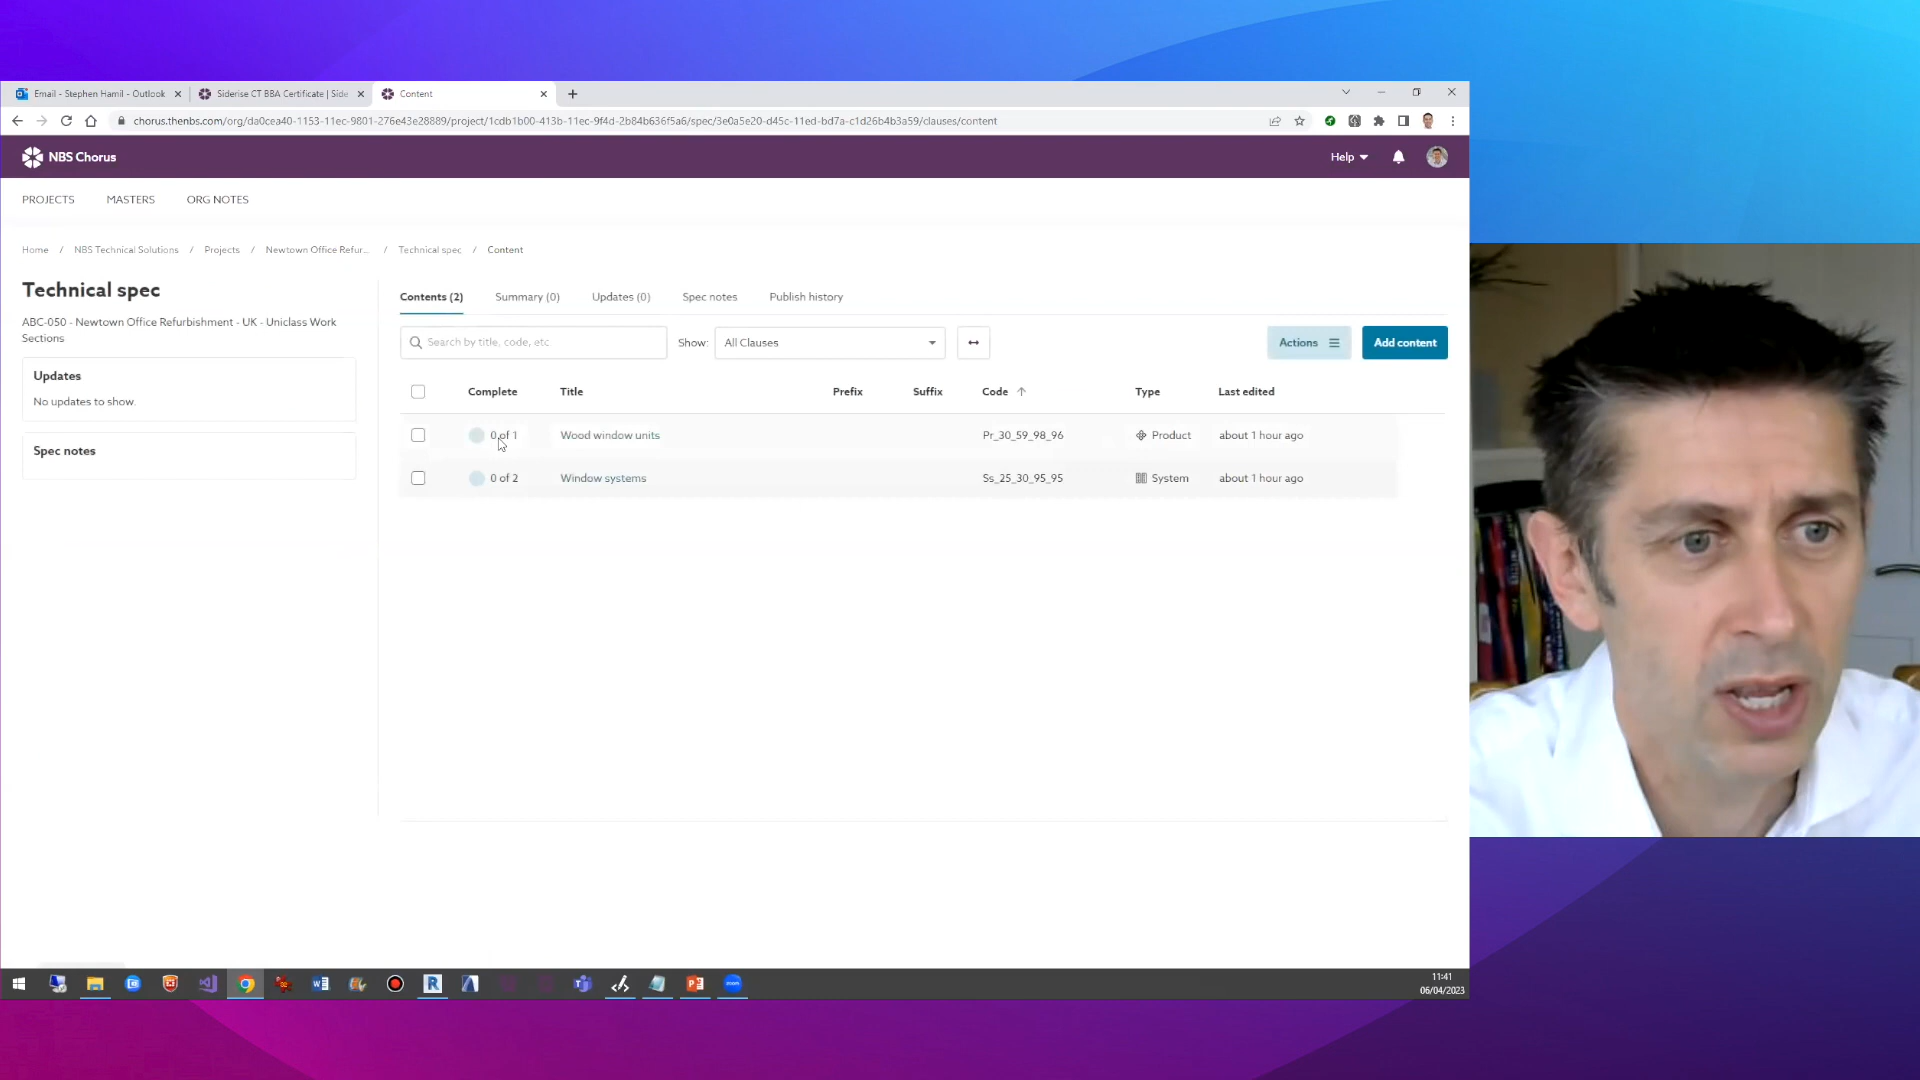 Email - Stephen Hamil - Outlook
Siderise CT BBA Certificate | Side
Content
chorus.thenbs.com/org/da0cea40-1153-11ec-9801-276e43e28889/project/1cdb1b00-413b-11ec-9f4d-2b84b636f5a6/spec/3e0a5e20-d45c-11ed-bd7a-c1d26b4b3a59/clauses/content
NBS Chorus
Help
PROJECTS
MASTERS
ORG NOTES
Home / NBS Technical Solutions / Projects / Newtown Office Refur... / Technical spec / Content
Technical spec
ABC-050 - Newtown Office Refurbishment - UK - Uniclass Work
Sections
Updates
No updates to show.
Spec notes
Contents (2)
Summary (0)
Updates (0)
Spec notes
Publish history
Search by title, code, etc
Show:
All Clauses
Actions
Add content
Complete
Title
Prefix
Suffix
Code
Type
Last edited
0 of 1
Wood window units
Pr_30_59_98_96
Product
about 1 hour ago
0 of 2
Window systems
Ss_25_30_95_95
System
about 1 hour ago
zoom
11:41
06/04/2023